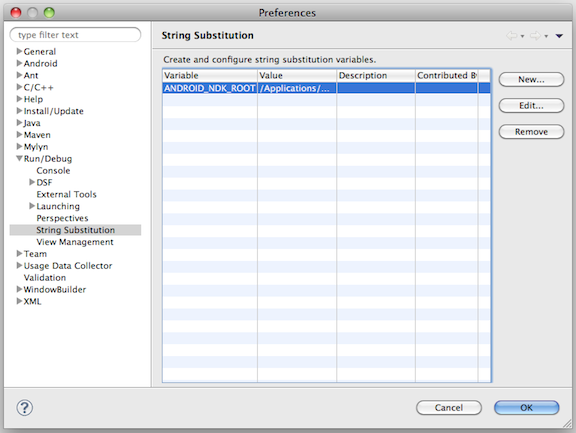 Preferences
type filter text
General
Android
Ant
C/C++
Help
Install/Update
Java
Maven
Mylyn
Run/Debug
Console
DSF
External Tools
Launching
Perspectives
String Substitution
View Management
Team
Usage Data Collector
Validation
WindowBuilder
XML
String Substitution
Create and configure string substitution variables.
Variable Value Description Contributed B
ANDROID_NDK_ROOT /Applications/...
New...
Edit...
Remove
?
Cancel
OK